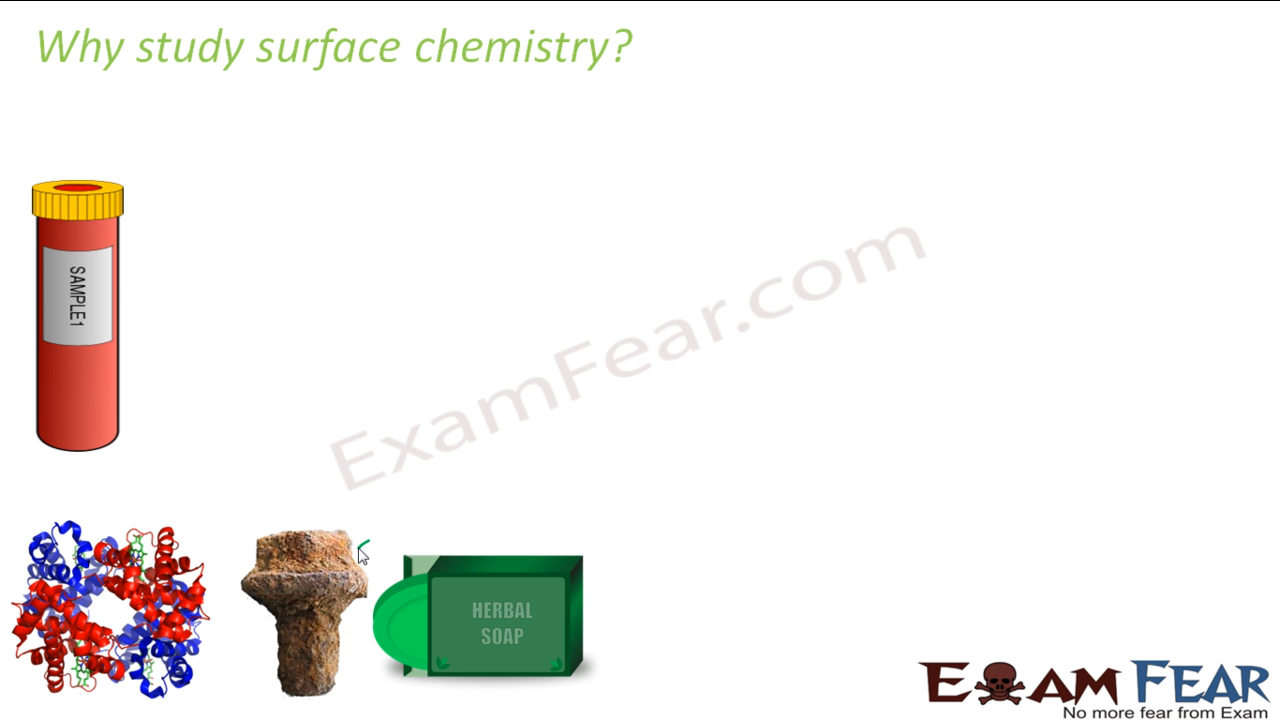 Why study surface chemistry?
SAMPLE1
ExamFear.com
HERBAL
SOAP
EXAM FEAR
No more fear from Exam